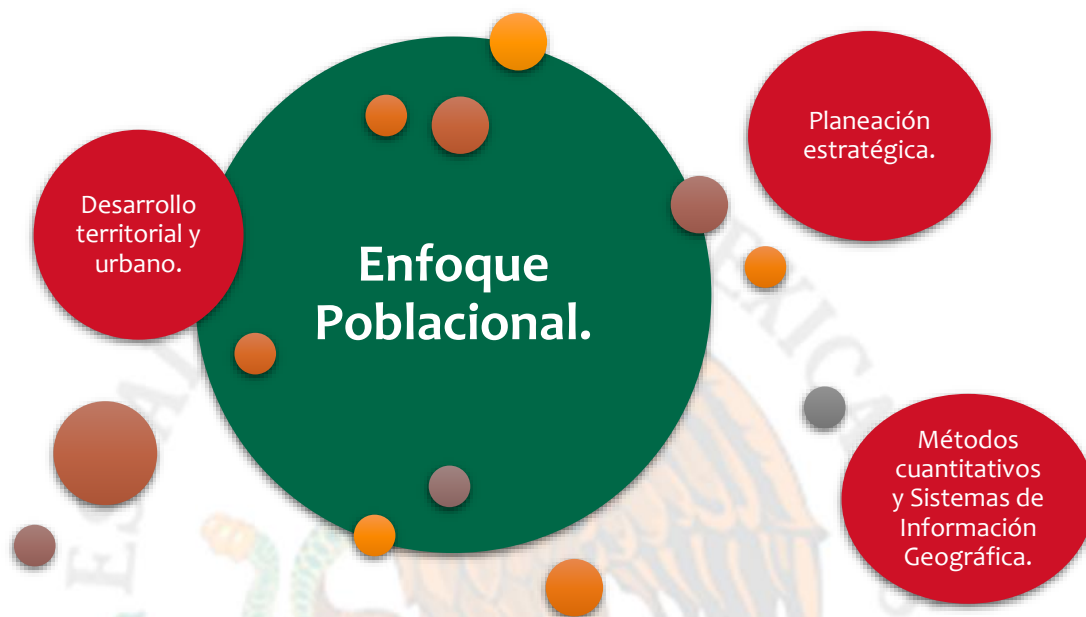 Planeación
estratégica.
Desarrollo
territorial y
urbano.
Enfoque
Poblacional.
Métodos
cuantitativos
y Sistemas de
Información
Geográfica.